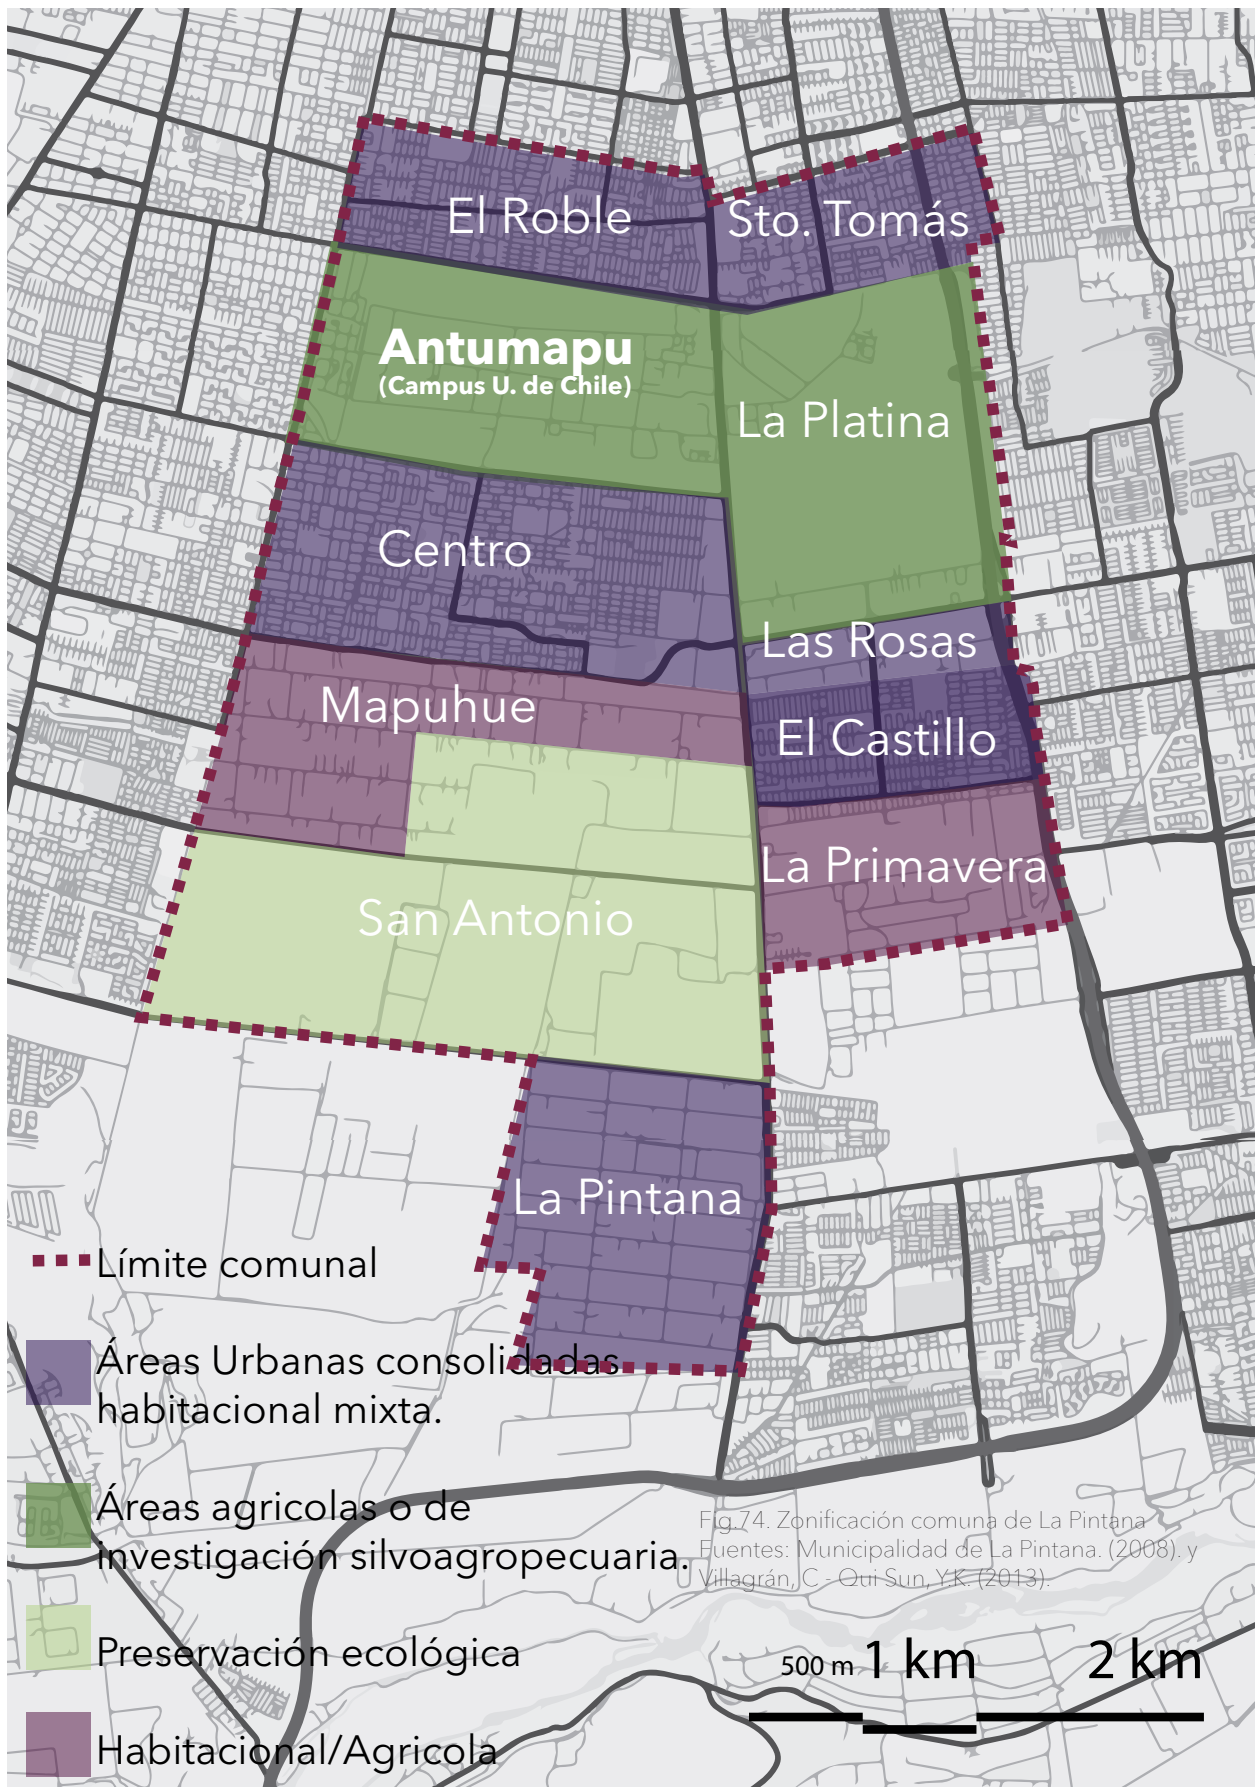 El Roble
Sto. Tomás
Antumapu
(Campus U. de Chile)
La Platina
Centro
Las Rosas
Mapuhue
El Castillo
La Primavera
San Antonio
La Pintana
Límite comunal
Áreas Urbanas consolidadas
habitacional mixta.
Áreas agricolas o de
investigación silvoagropecuaria.
Preservación ecológica
Habitacional/Agricola
Fig.74. Zonificación comuna de La Pintana
Fuentes: Municipalidad de La Pintana. (2008). y
Villagrán, C - Qui Sun, Y.K. (2013).
500 m 1 km 2 km